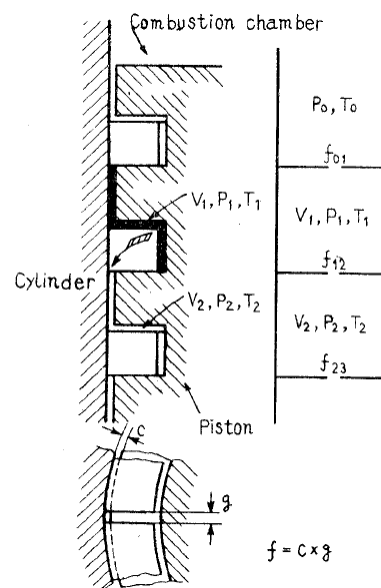 Combustion chamber
P₀, T₀
f₀₁
V₁, P₁, T₁
V₁, P₁, T₁
f₁₂
Cylinder
V₂, P₂, T₂
V₂, P₂, T₂
f₂₃
Piston
c
g
f = c × g